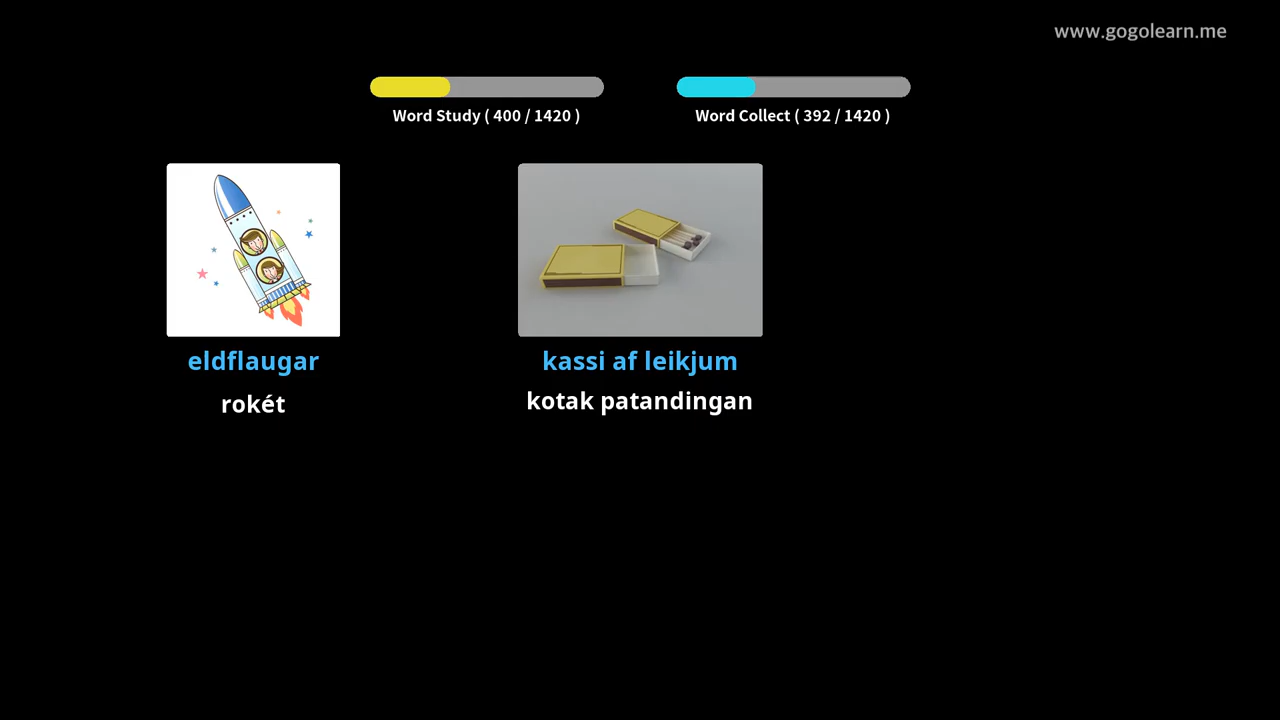 www.gogolearn.me
Word Study ( 400 / 1420 )
Word Collect ( 392 / 1420 )
eldflaugar
rokét
kassi af leikjum
kotak patandingan